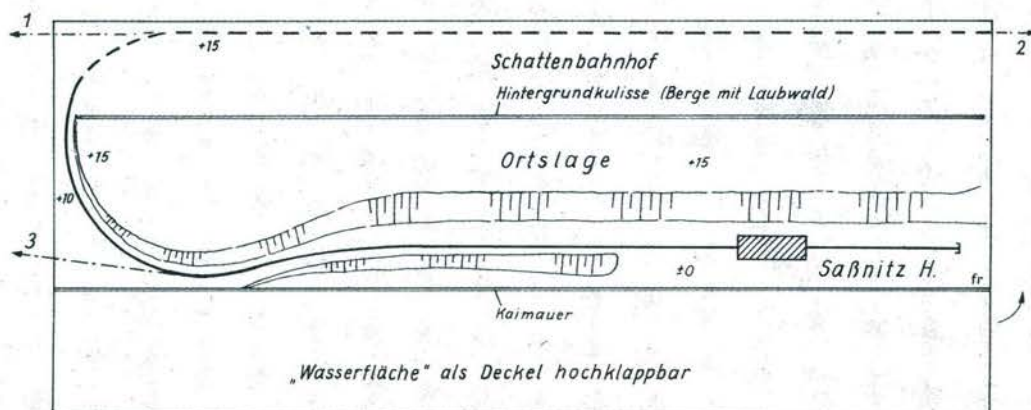 1
+15
2
Schattenbahnhof
Hintergrundkulisse (Berge mit Laubwald)
+15
Ortslage +15
+10
3
±0
Saßnitz H.
fr
Kaimauer
„Wasserfläche" als Deckel hochklappbar